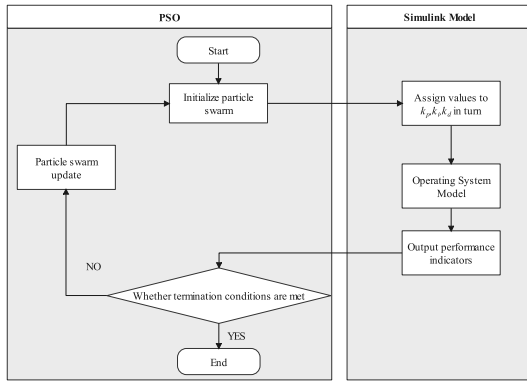 PSO
Simulink Model
Start
Initialize particle
swarm
Assign values to
kp,ki,kd in turn
Particle swarm
update
Operating System
Model
Output performance
indicators
NO
Whether termination conditions are met
YES
End